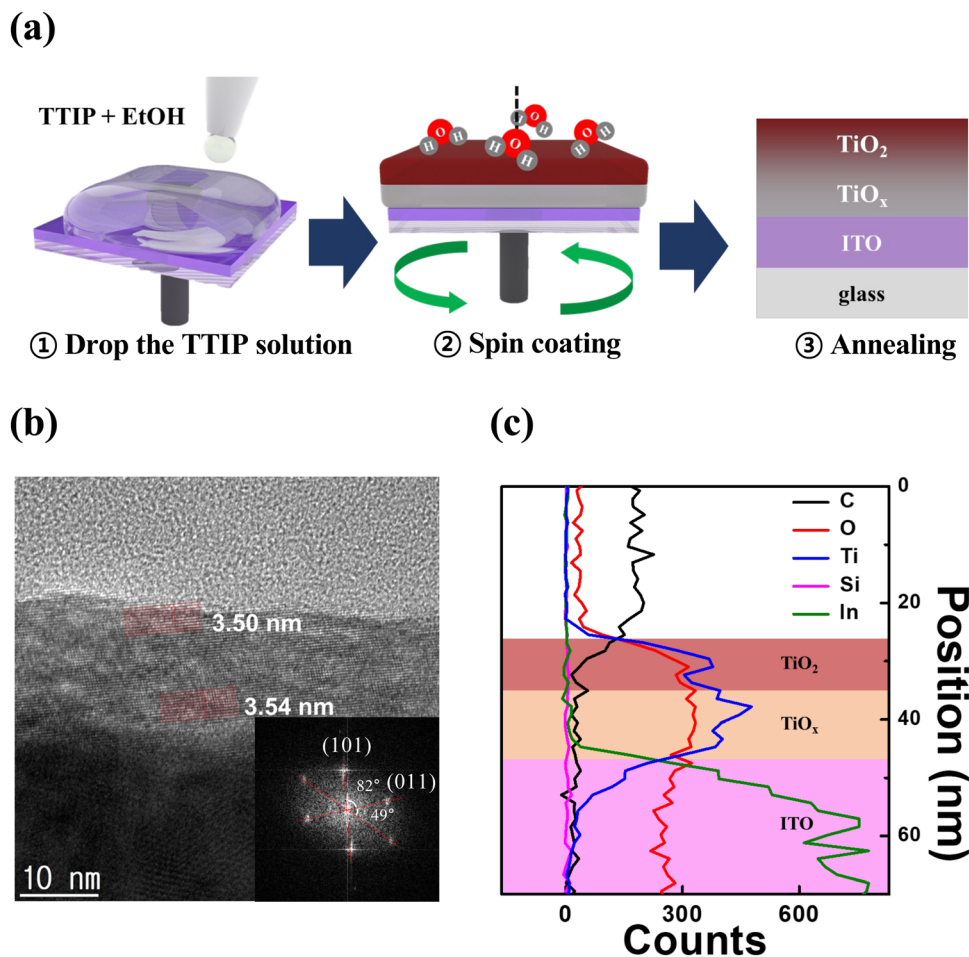 (a)
TTIP + EtOH
O H H O H H O H H O H H
TiO₂
TiOₓ
ITO
glass
① Drop the TTIP solution
② Spin coating
③ Annealing
(b)
3.50 nm
3.54 nm
(101)
82°
(011)
49°
10 nm
(c)
C
O
Ti
Si
In
0
20
40
60
TiO₂
TiOₓ
ITO
Position (nm)
0 300 600
Counts